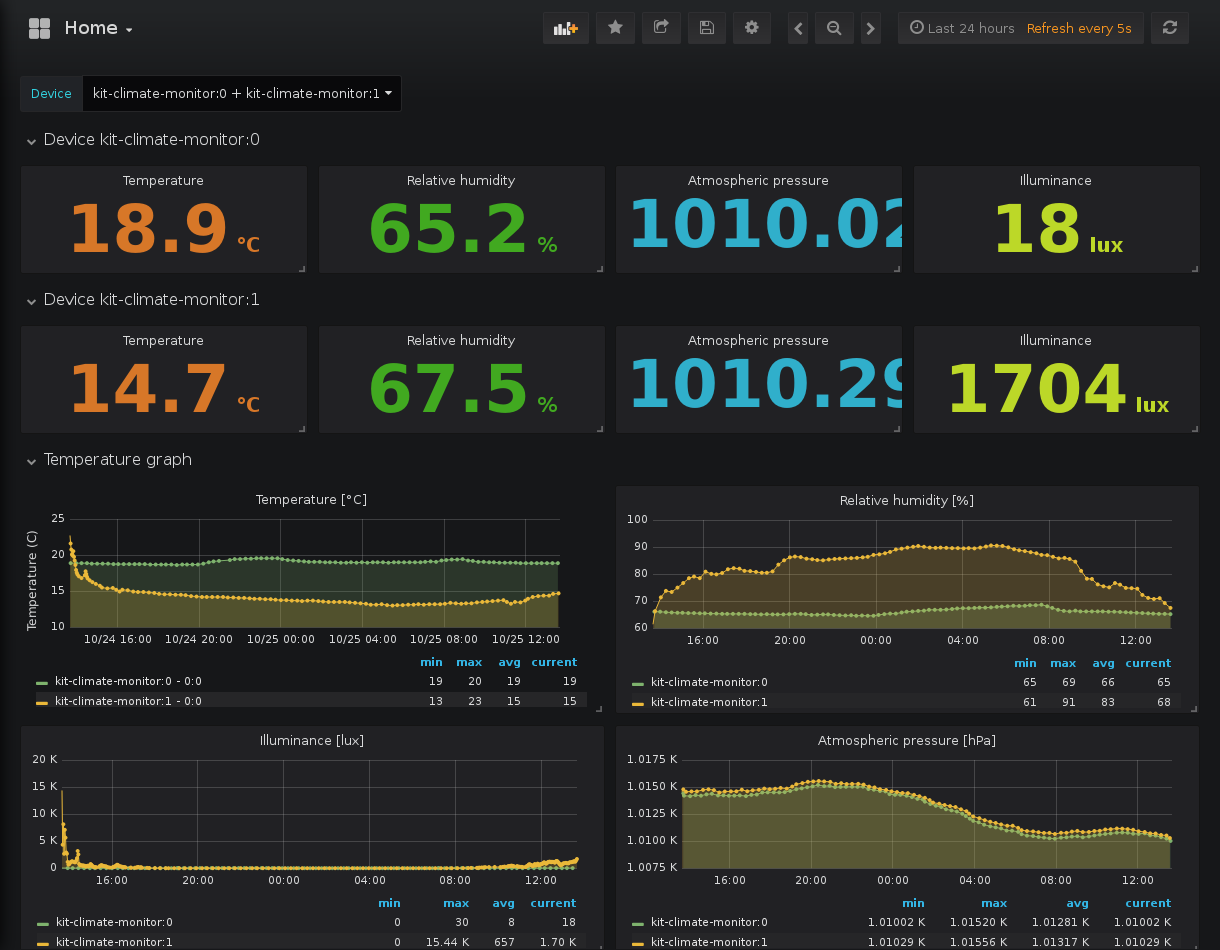 Home
Last 24 hours Refresh every 5s
Device kit-climate-monitor:0 + kit-climate-monitor:1
Device kit-climate-monitor:0
Temperature Relative humidity Atmospheric pressure Illuminance
18.9 °C 65.2 % 1010.02 18 lux
Device kit-climate-monitor:1
Temperature Relative humidity Atmospheric pressure Illuminance
14.7 °C 67.5 % 1010.29 1704 lux
Temperature graph
Temperature [°C]
Temperature (C)
25
20
15
10
10/24 16:00 10/24 20:00 10/25 00:00 10/25 04:00 10/25 08:00 10/25 12:00
min max avg current
kit-climate-monitor:0 - 0:0 19 20 19 19
kit-climate-monitor:1 - 0:0 13 23 15 15
Relative humidity [%]
100
90
80
70
60
16:00 20:00 00:00 04:00 08:00 12:00
min max avg current
kit-climate-monitor:0 65 69 66 65
kit-climate-monitor:1 61 91 83 68
Illuminance [lux]
20 K
15 K
10 K
5 K
0
16:00 20:00 00:00 04:00 08:00 12:00
min max avg current
kit-climate-monitor:0 0 30 8 18
kit-climate-monitor:1 0 15.44 K 657 1.70 K
Atmospheric pressure [hPa]
1.0175 K
1.0150 K
1.0125 K
1.0100 K
1.0075 K
16:00 20:00 00:00 04:00 08:00 12:00
min max avg current
kit-climate-monitor:0 1.01002 K 1.01520 K 1.01281 K 1.01002 K
kit-climate-monitor:1 1.01029 K 1.01556 K 1.01317 K 1.01029 K